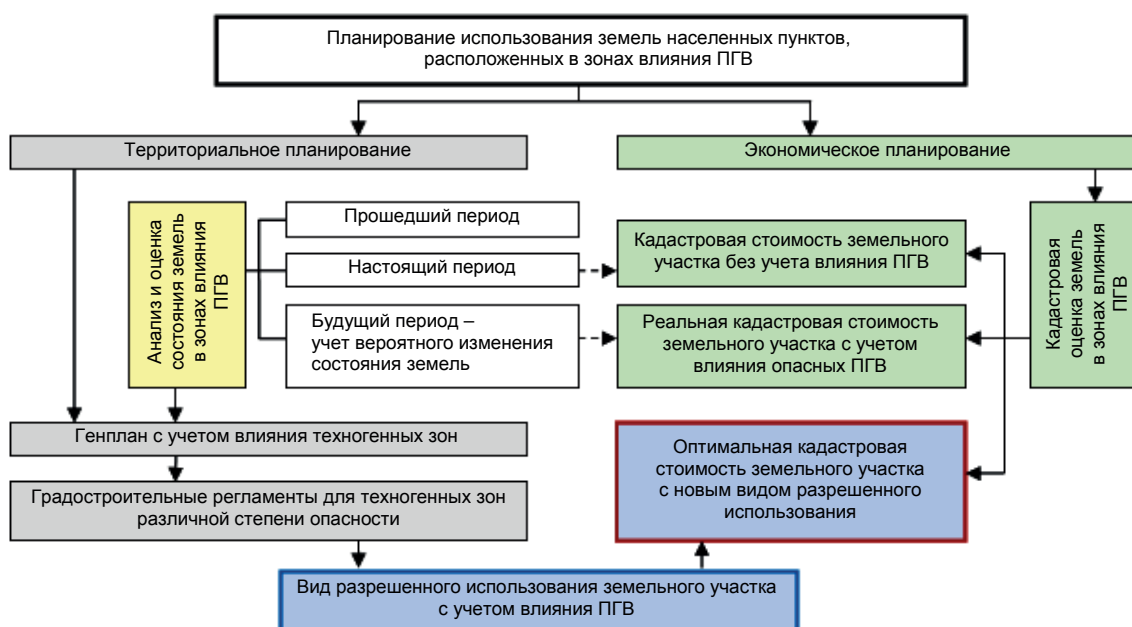 Планирование использования земель населенных пунктов,
расположенных в зонах влияния ПГВ
Территориальное планирование
Экономическое планирование
Анализ и оценка
состояния земель
в зонах влияния
ПГВ
Прошедший период
Настоящий период
Будущий период –
учет вероятного изменения
состояния земель
Кадастровая стоимость земельного
участка без учета влияния ПГВ
Реальная кадастровая стоимость
земельного участка с учетом
влияния опасных ПГВ
Кадастровая
оценка земель
в зонах влияния
ПГВ
Генплан с учетом влияния техногенных зон
Градостроительные регламенты для техногенных зон
различной степени опасности
Оптимальная кадастровая
стоимость земельного участка
с новым видом разрешенного
использования
Вид разрешенного использования земельного участка
с учетом влияния ПГВ